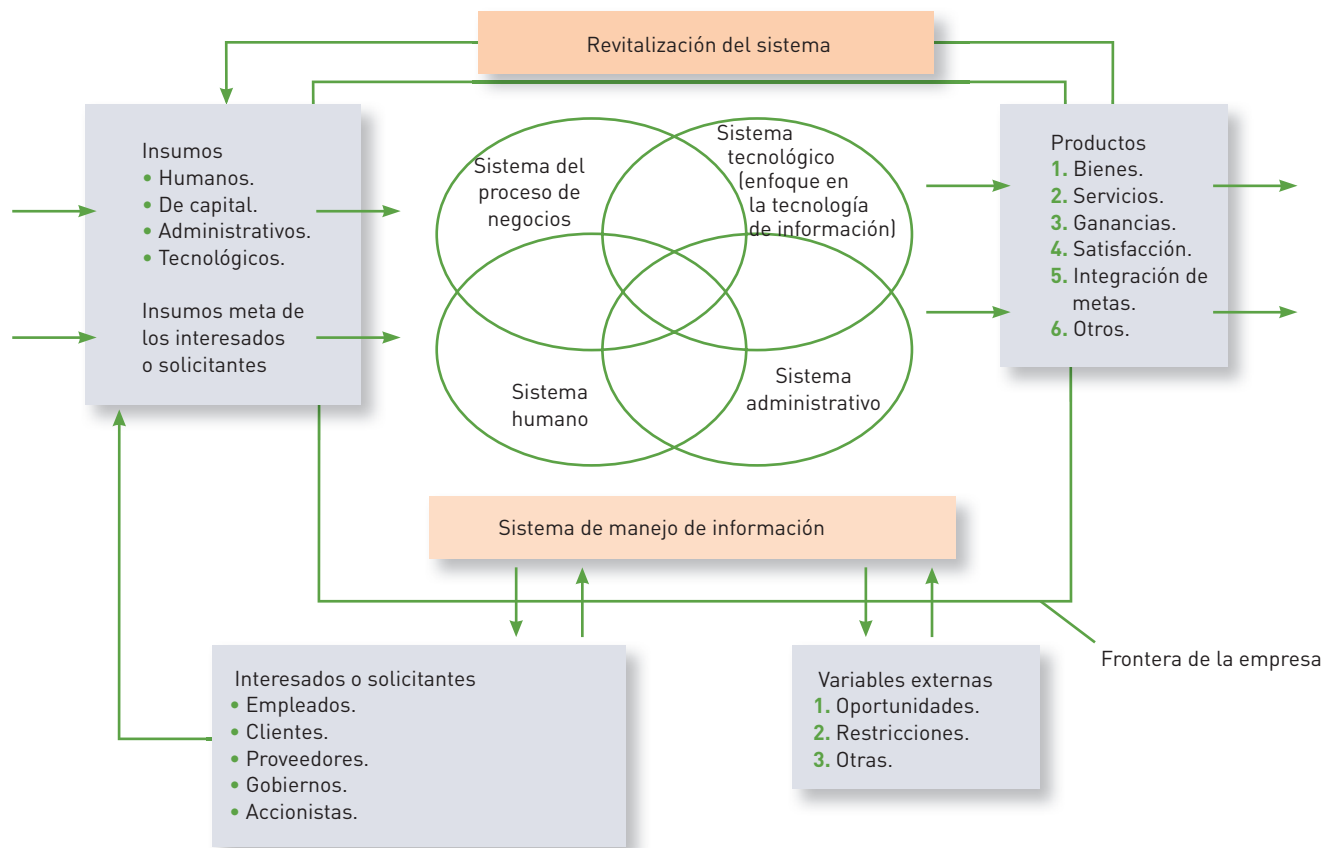 Revitalización del sistema
Insumos
• Humanos.
• De capital.
• Administrativos.
• Tecnológicos.
Insumos meta de
los interesados
o solicitantes
Sistema del
proceso de
negocios
Sistema
tecnológico
(enfoque en
la tecnología
de información)
Sistema
humano
Sistema
administrativo
Productos
1. Bienes.
2. Servicios.
3. Ganancias.
4. Satisfacción.
5. Integración de
metas.
6. Otros.
Sistema de manejo de información
Frontera de la empresa
Interesados o solicitantes
• Empleados.
• Clientes.
• Proveedores.
• Gobiernos.
• Accionistas.
Variables externas
1. Oportunidades.
2. Restricciones.
3. Otras.